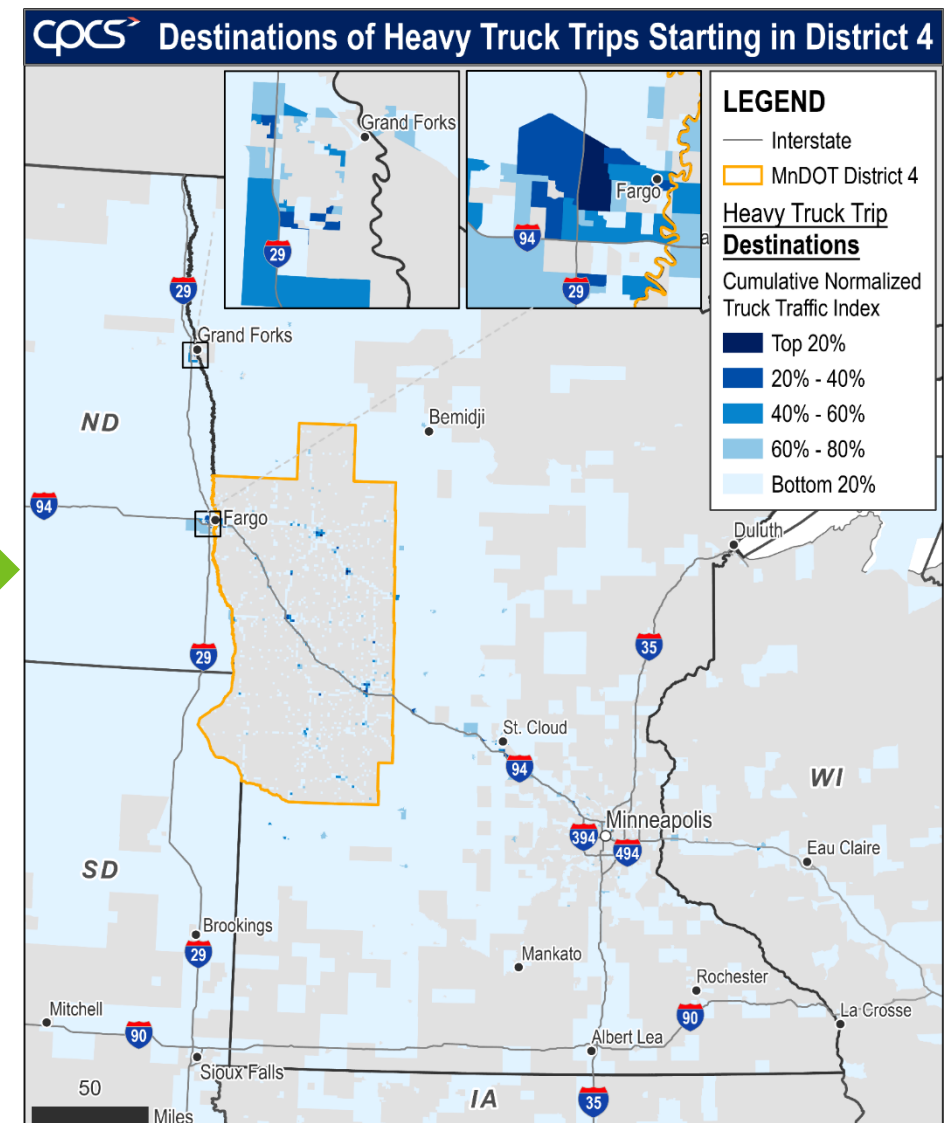 CPCS Destinations of Heavy Truck Trips Starting in District 4
Grand Forks
29
Fargo
94
29
LEGEND
Interstate
MnDOT District 4
Heavy Truck Trip
Destinations
Cumulative Normalized
Truck Traffic Index
Top 20%
20% - 40%
40% - 60%
60% - 80%
Bottom 20%
29
Grand Forks
ND
Bemidji
94
Fargo
Duluth
29
35
St. Cloud
94
WI
Minneapolis
394
494
Eau Claire
SD
Brookings
29
Mankato
Rochester
Mitchell
90
90
La Crosse
Albert Lea
Sioux Falls
50
Miles
IA
35